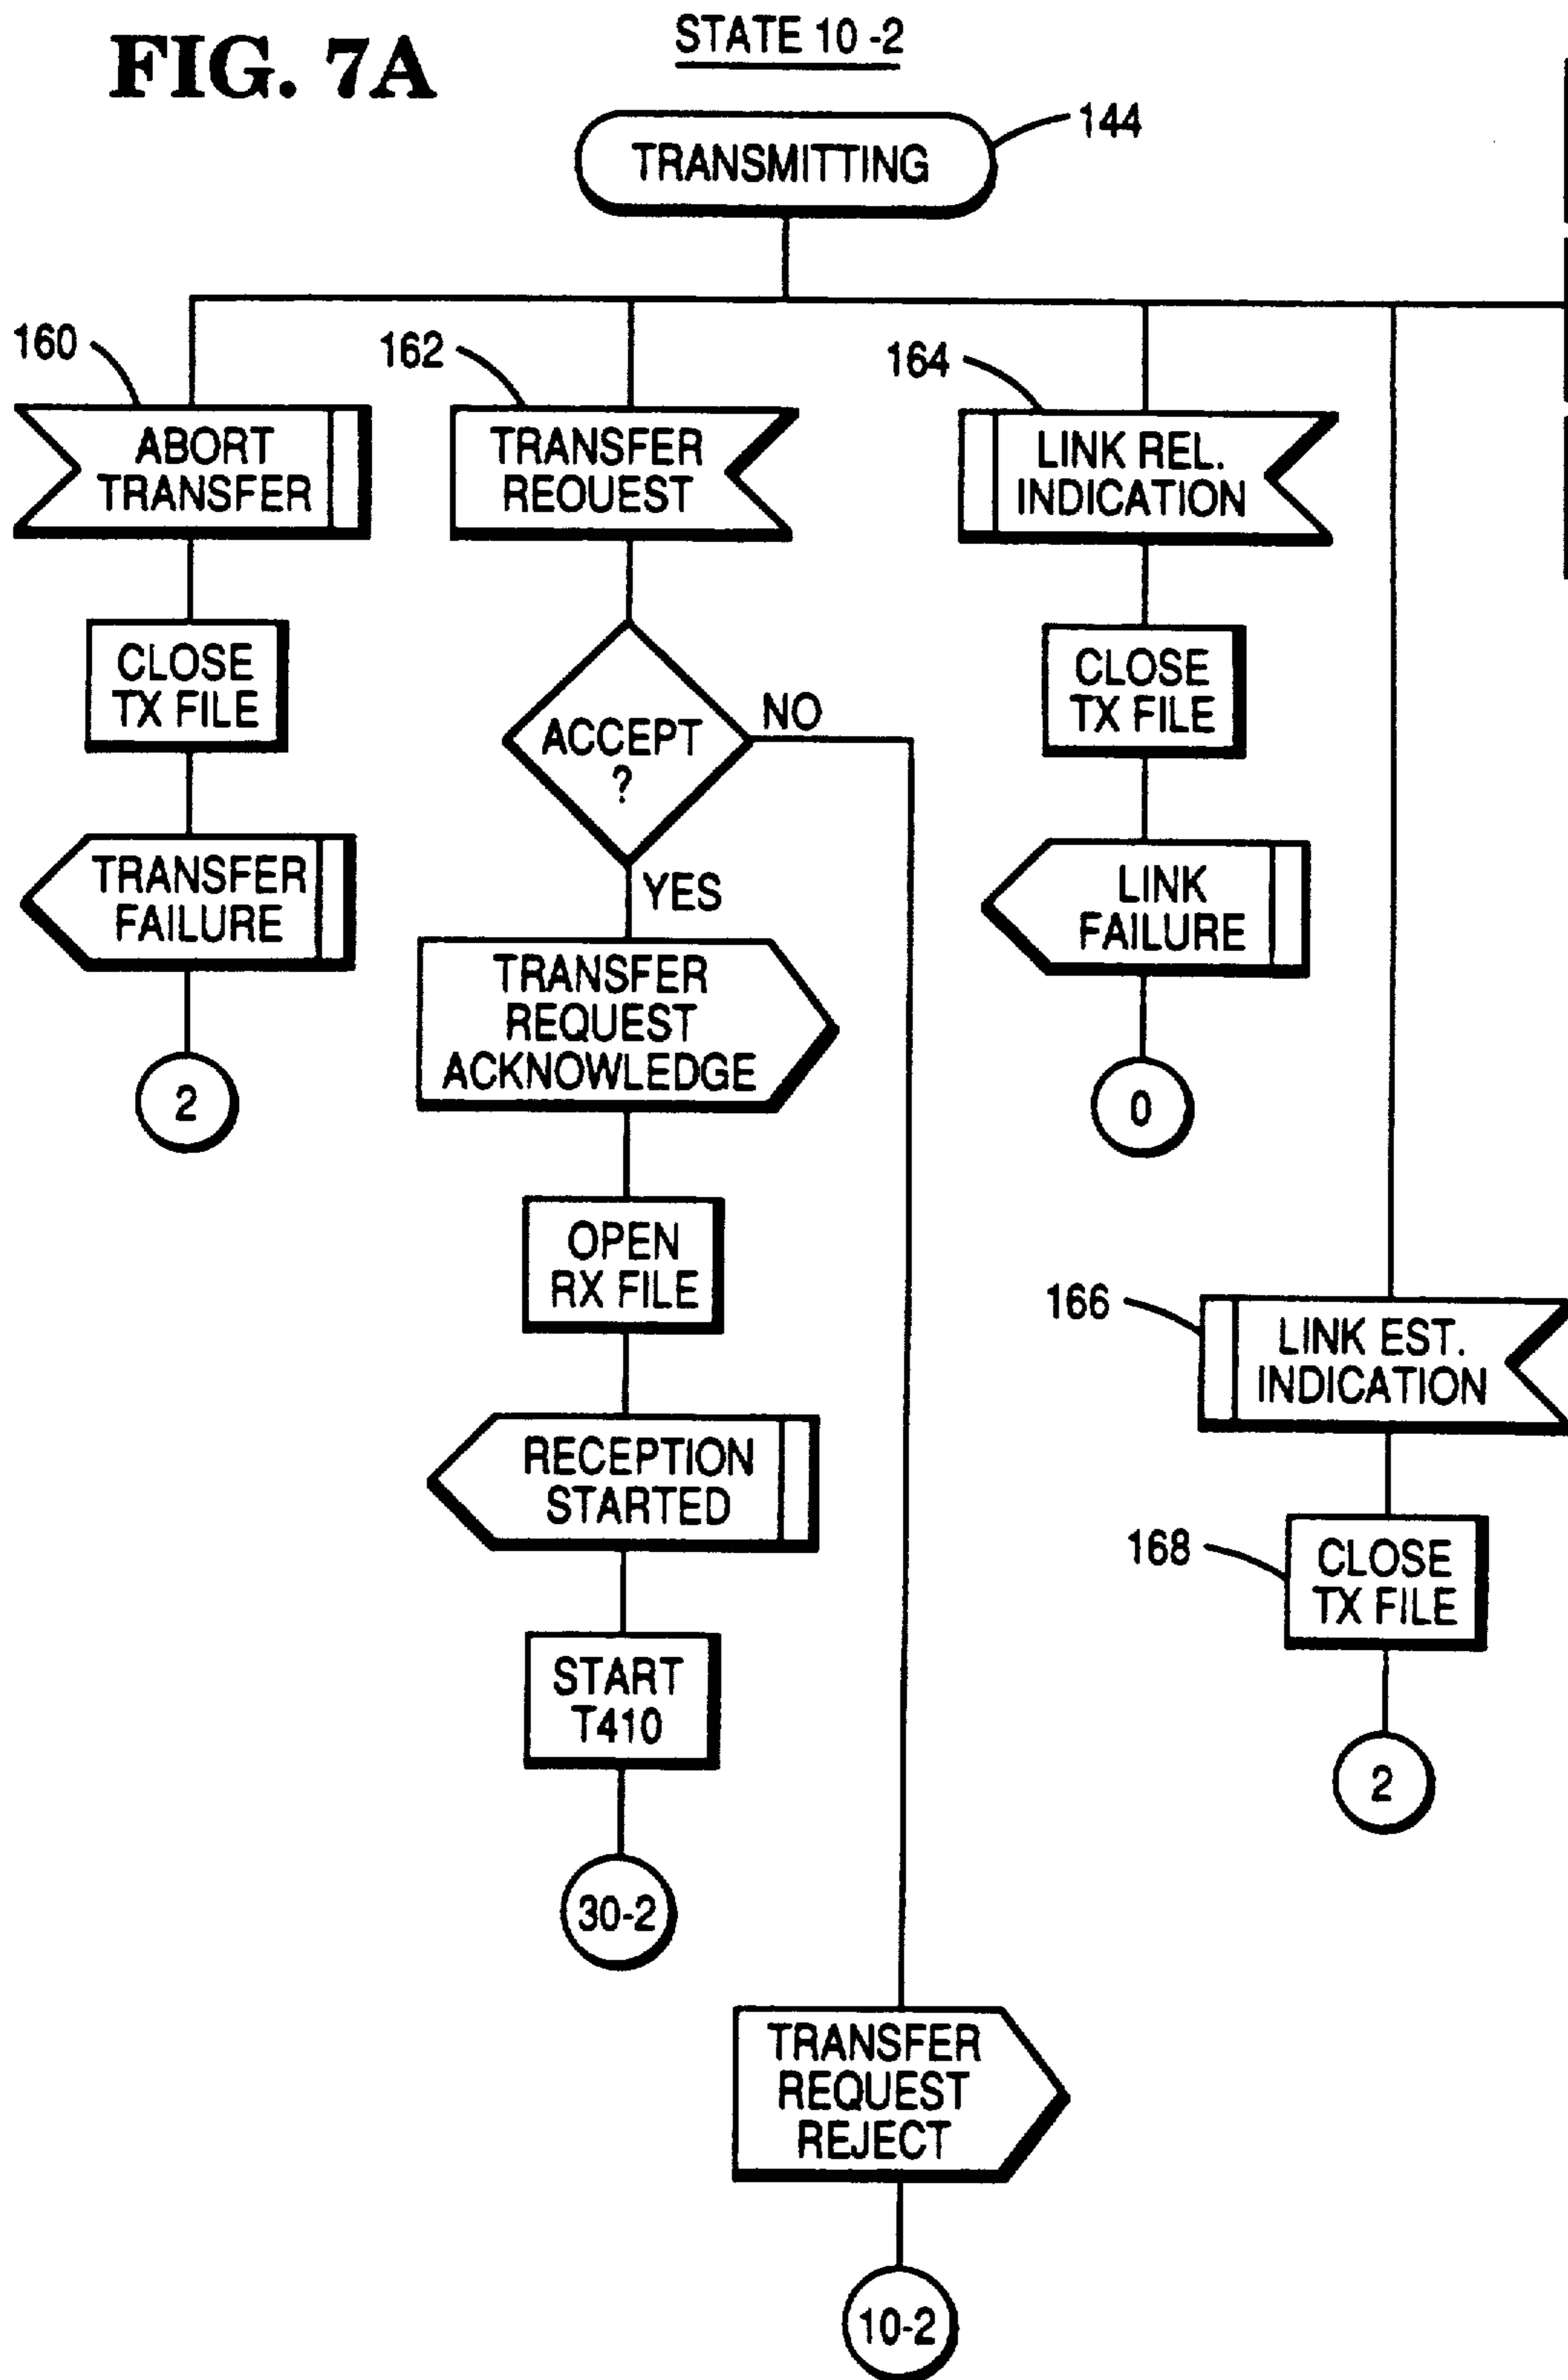 FIG. 7A
STATE 10-2
TRANSMITTING
144
160
ABORT
TRANSFER
CLOSE
TX FILE
TRANSFER
FAILURE
2
162
TRANSFER
REQUEST
ACCEPT
?
NO
YES
TRANSFER
REQUEST
ACKNOWLEDGE
OPEN
RX FILE
RECEPTION
STARTED
START
T410
30-2
TRANSFER
REQUEST
REJECT
10-2
164
LINK REL.
INDICATION
CLOSE
TX FILE
LINK
FAILURE
0
166
LINK EST.
INDICATION
168
CLOSE
TX FILE
2